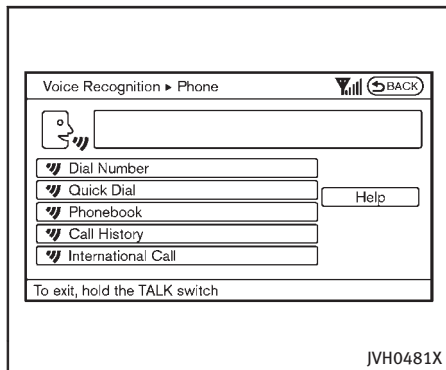 Voice Recognition ▸ Phone BACK
Dial Number
Quick Dial
Help
Phonebook
Call History
International Call
To exit, hold the TALK switch
JVH0481X